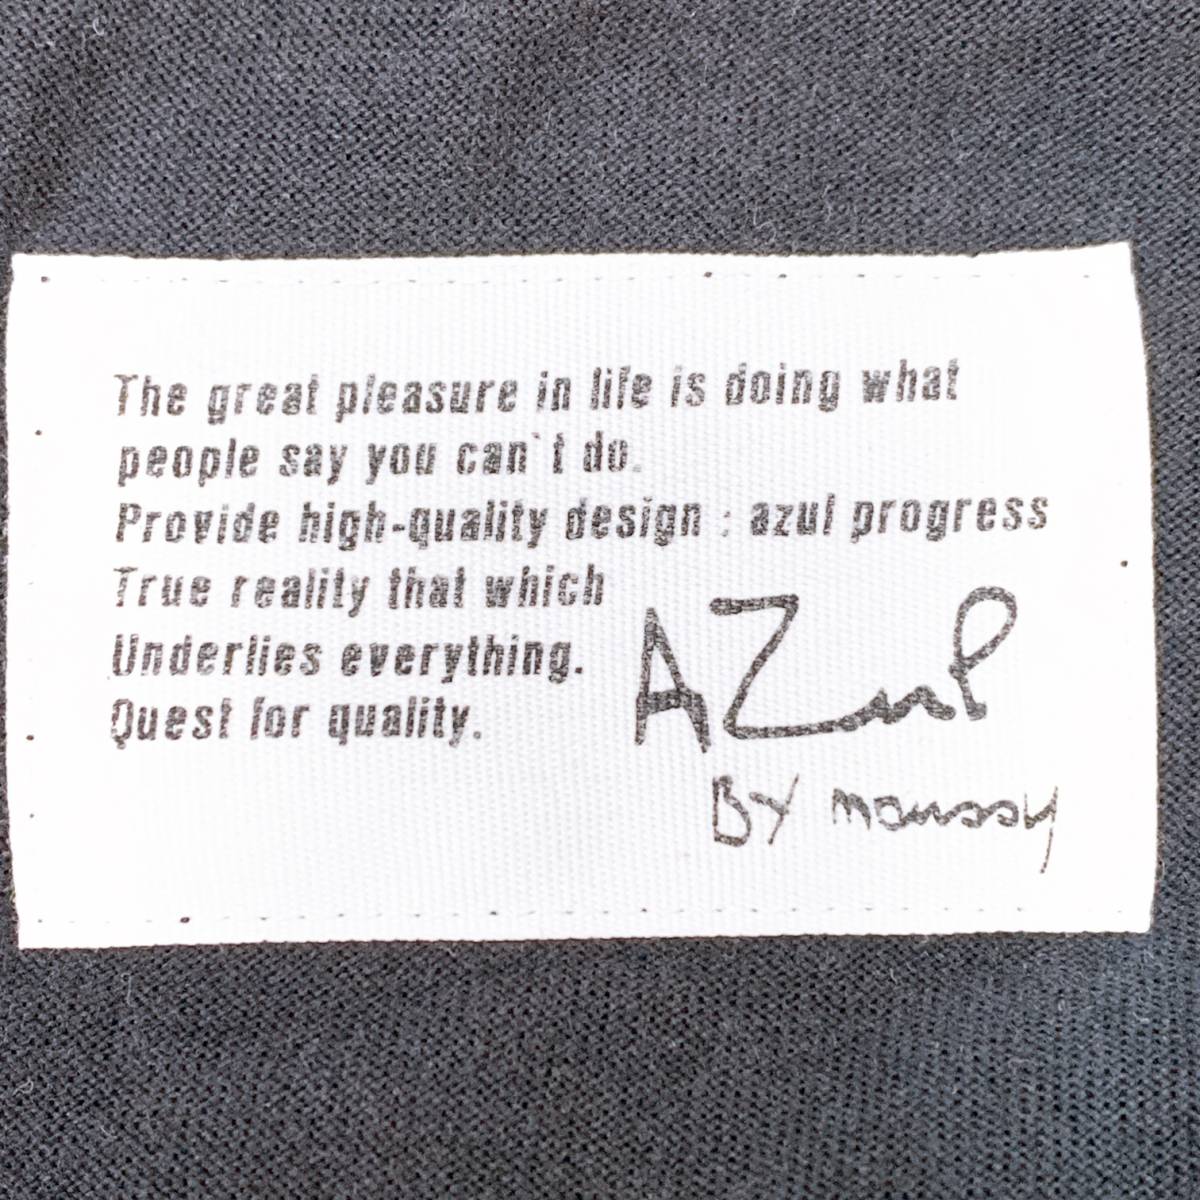 The great pleasure in life is doing what
people say you can`t do.
Provide high-quality design : azul progress
True reality that which
Underlies everything.
Quest for quality.
AZUL
BY moussy